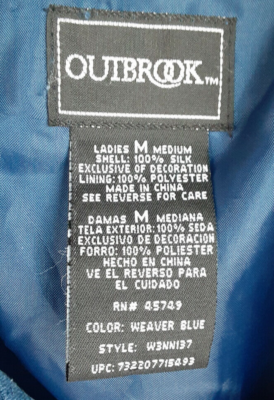 OUTBROOK™
LADIES M MEDIUM
SHELL: 100% SILK
EXCLUSIVE OF DECORATION
LINING: 100% POLYESTER
MADE IN CHINA
SEE REVERSE FOR CARE
DAMAS M MEDIANA
TELA EXTERIOR: 100% SEDA
EXCLUSIVO DE DECORACION
FORRO: 100% POLIESTER
HECHO EN CHINA
VE EL REVERSO PARA
EL CUIDADO
RN# 45749
COLOR: WEAVER BLUE
STYLE: W3NN137
UPC: 732207715493